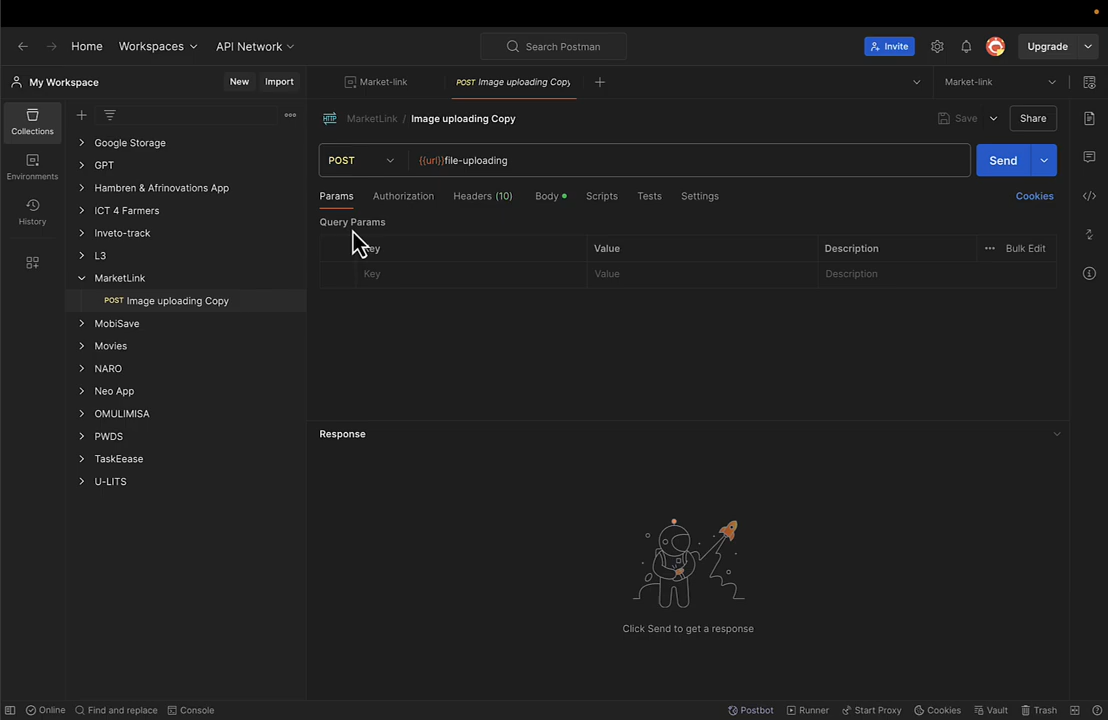 Home Workspaces API Network Search Postman Invite Upgrade
My Workspace New Import Market-link POST Image uploading Copy Market-link
Collections
Environments
History
Google Storage
GPT
Hambren & Afrinovations App
ICT 4 Farmers
Inveto-track
L3
MarketLink
POST Image uploading Copy
MobiSave
Movies
NARO
Neo App
OMULIMISA
PWDS
TaskEease
U-LITS
HTTP MarketLink / Image uploading Copy Save Share
POST {{url}}file-uploading Send
Params Authorization Headers (10) Body Scripts Tests Settings Cookies
Query Params
Key Value Description Bulk Edit
Key Value Description
Response
Click Send to get a response
Online Find and replace Console Postbot Runner Start Proxy Cookies Vault Trash